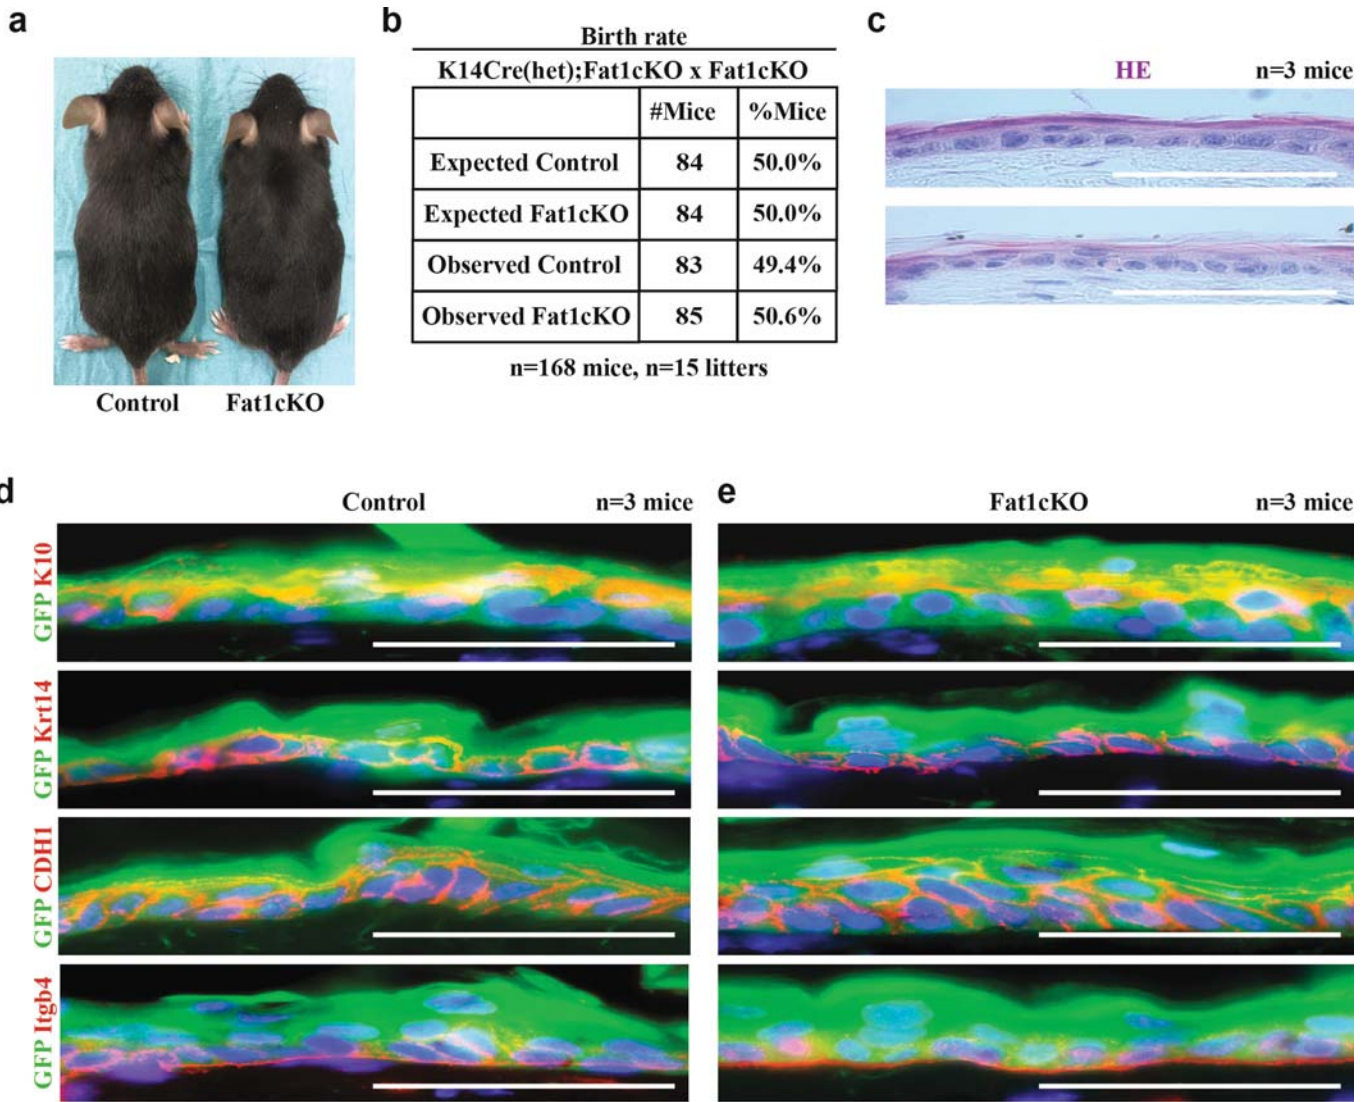 a
Control
Fat1cKO
b
Birth rate
K14Cre(het);Fat1cKO x Fat1cKO
#Mice %Mice
Expected Control 84 50.0%
Expected Fat1cKO 84 50.0%
Observed Control 83 49.4%
Observed Fat1cKO 85 50.6%
n=168 mice, n=15 litters
c
HE
n=3 mice
d
Control
n=3 mice
GFP K10
GFP Krt14
GFP CDH1
GFP Itgb4
e
Fat1cKO
n=3 mice